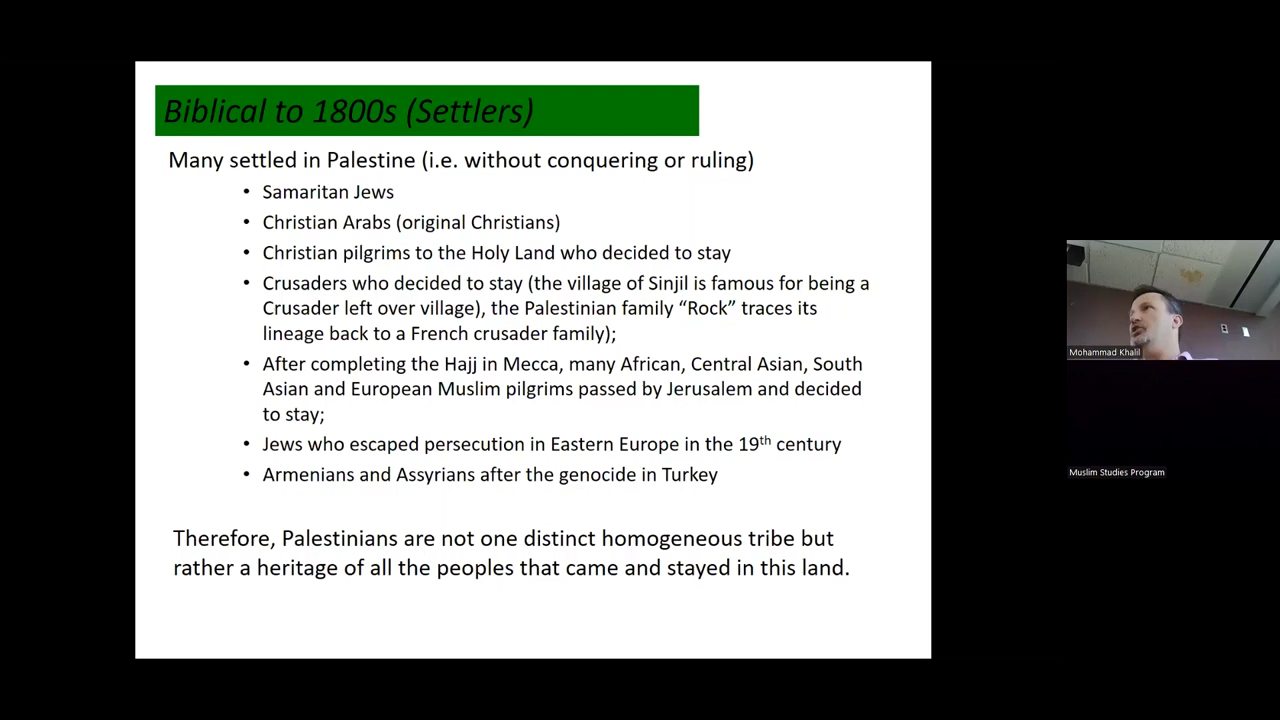 Biblical to 1800s (Settlers)
Many settled in Palestine (i.e. without conquering or ruling)
• Samaritan Jews
• Christian Arabs (original Christians)
• Christian pilgrims to the Holy Land who decided to stay
• Crusaders who decided to stay (the village of Sinjil is famous for being a
Crusader left over village), the Palestinian family “Rock” traces its
lineage back to a French crusader family);
• After completing the Hajj in Mecca, many African, Central Asian, South
Asian and European Muslim pilgrims passed by Jerusalem and decided
to stay;
• Jews who escaped persecution in Eastern Europe in the 19th century
• Armenians and Assyrians after the genocide in Turkey
Therefore, Palestinians are not one distinct homogeneous tribe but
rather a heritage of all the peoples that came and stayed in this land.
Mohammad Khalil
Muslim Studies Program